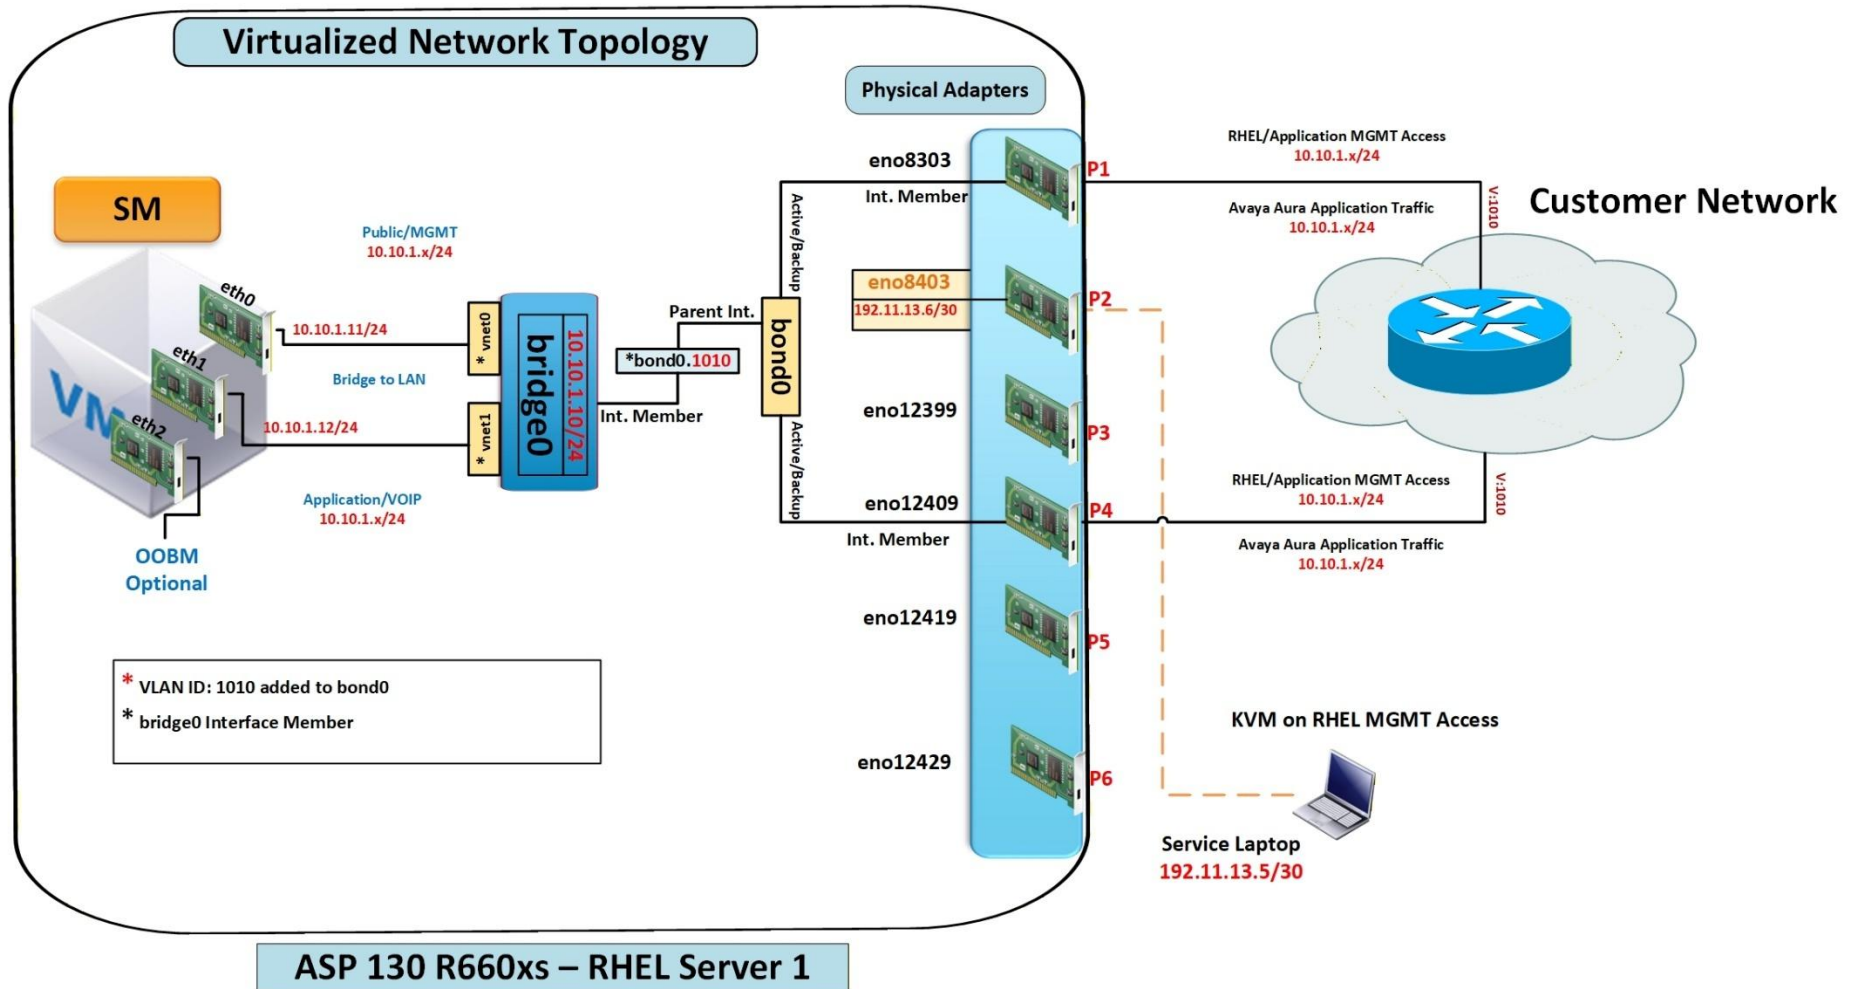 Virtualized Network Topology
Physical Adapters
SM
VM
eth0
eth1
eth2
OOBM
Optional
Public/MGMT
10.10.1.x/24
10.10.1.11/24
Bridge to LAN
10.10.1.12/24
Application/VOIP
10.10.1.x/24
* vnet0
* vnet1
bridge0
10.10.1.10/24
Parent Int.
*bond0.1010
Int. Member
bond0
Active/Backup
Active/Backup
eno8303
Int. Member
eno8403
192.11.13.6/30
eno12399
eno12409
Int. Member
eno12419
eno12429
P1
P2
P3
P4
P5
P6
RHEL/Application MGMT Access
10.10.1.x/24
Avaya Aura Application Traffic
10.10.1.x/24
V:1010
Customer Network
RHEL/Application MGMT Access
10.10.1.x/24
V:1010
Avaya Aura Application Traffic
10.10.1.x/24
KVM on RHEL MGMT Access
Service Laptop
192.11.13.5/30
* VLAN ID: 1010 added to bond0
* bridge0 Interface Member
ASP 130 R660xs – RHEL Server 1